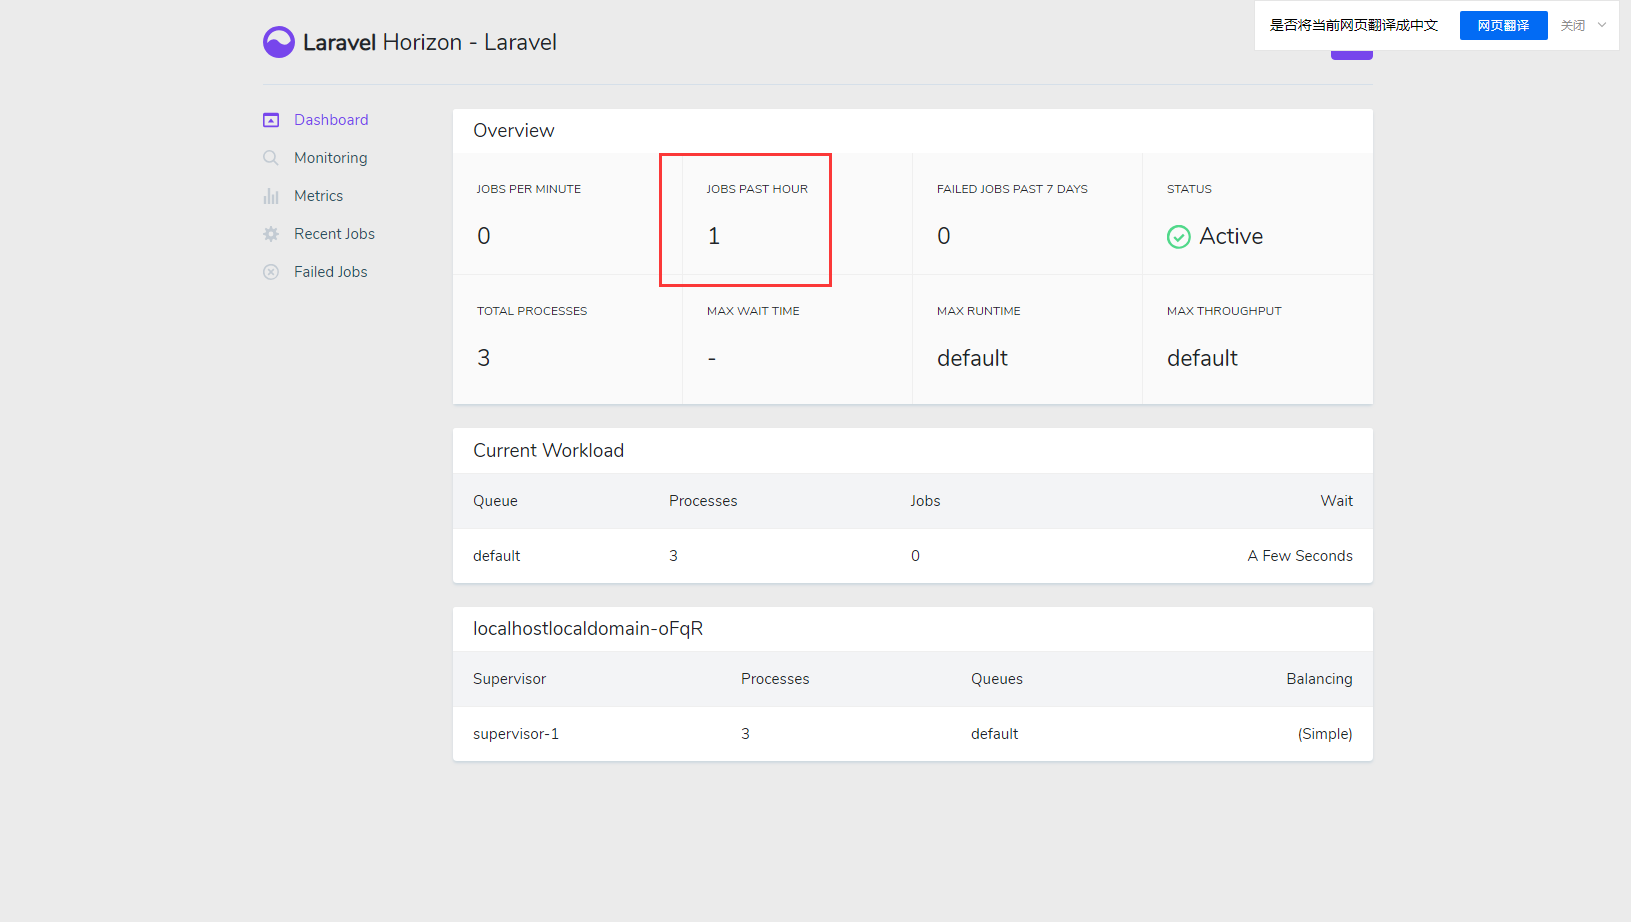 是否将当前网页翻译成中文 网页翻译 关闭
Laravel Horizon - Laravel
Dashboard
Monitoring
Metrics
Recent Jobs
Failed Jobs
Overview
JOBS PER MINUTE JOBS PAST HOUR FAILED JOBS PAST 7 DAYS STATUS
0 1 0 Active
TOTAL PROCESSES MAX WAIT TIME MAX RUNTIME MAX THROUGHPUT
3 - default default
Current Workload
Queue Processes Jobs Wait
default 3 0 A Few Seconds
localhostlocaldomain-oFqR
Supervisor Processes Queues Balancing
supervisor-1 3 default (Simple)